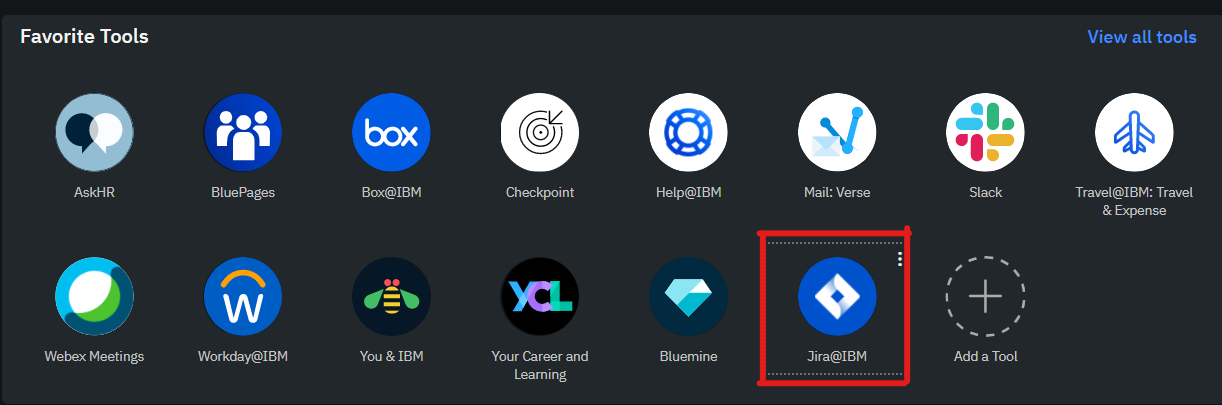 Favorite Tools
View all tools
box
AskHR
BluePages
Box@IBM
Checkpoint
Help@IBM
Mail: Verse
Slack
Travel@IBM: Travel
& Expense
W
YCL
Webex Meetings
Workday@IBM
You & IBM
Your Career and
Learning
Bluemine
Jira@IBM
Add a Tool